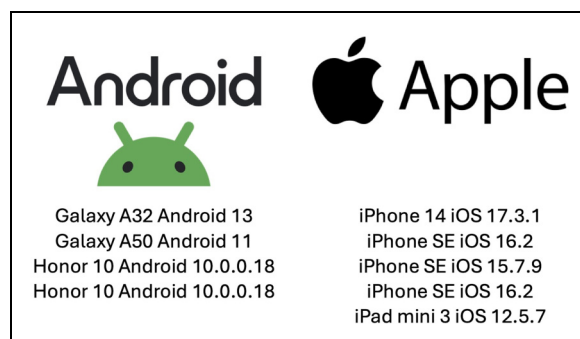 Android
Galaxy A32 Android 13
Galaxy A50 Android 11
Honor 10 Android 10.0.0.18
Honor 10 Android 10.0.0.18
Apple
iPhone 14 iOS 17.3.1
iPhone SE iOS 16.2
iPhone SE iOS 15.7.9
iPhone SE iOS 16.2
iPad mini 3 iOS 12.5.7